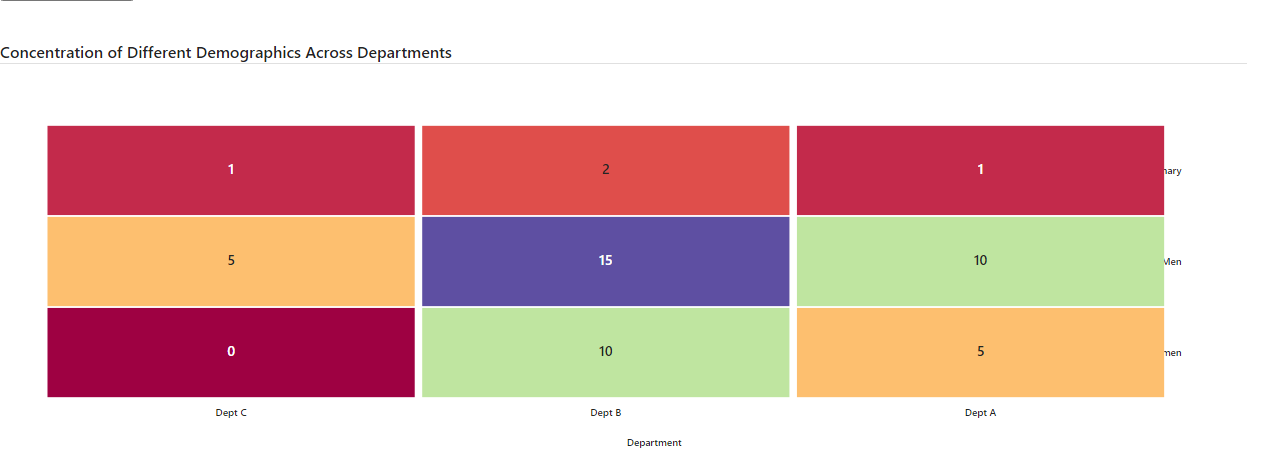 Concentration of Different Demographics Across Departments
1 2 1
5 15 10 Men
0 10 5
Dept C Dept B Dept A
Department